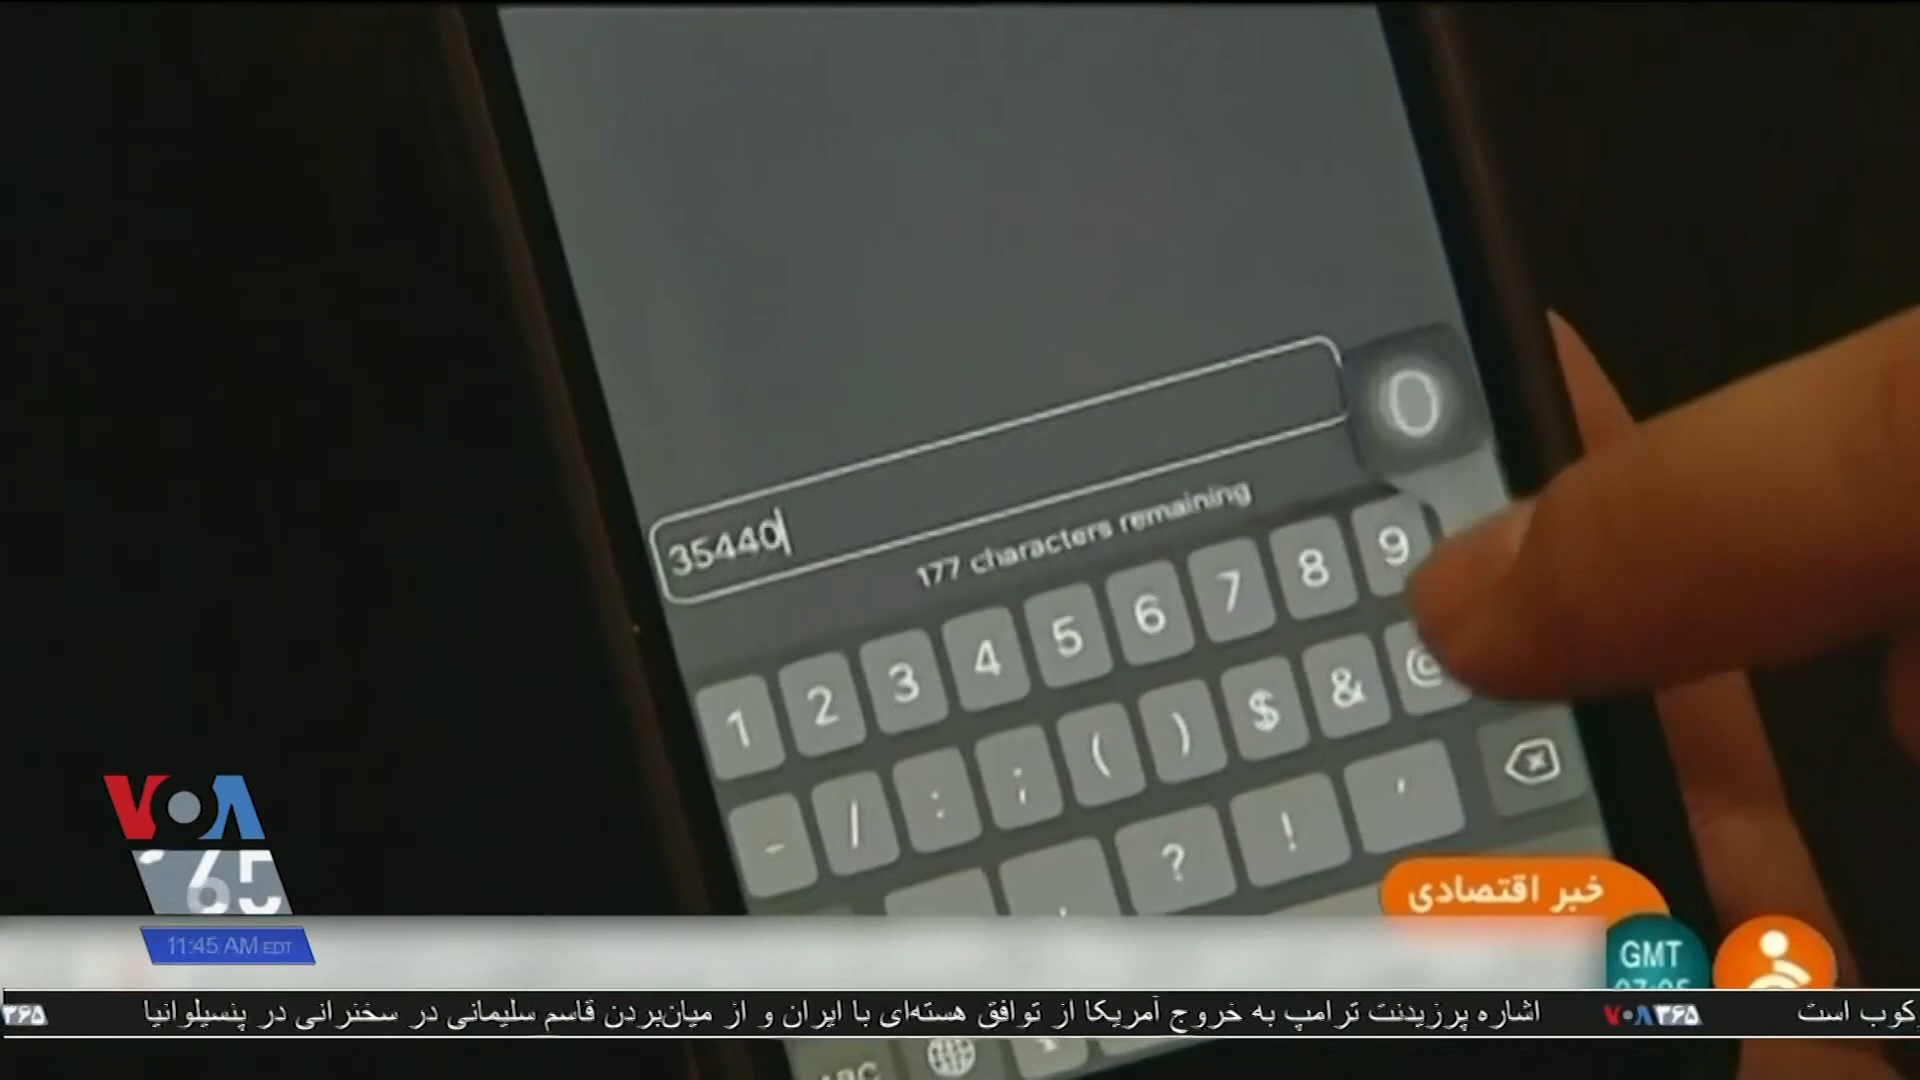 0
35440
177 characters remaining
1 2 3 4 5 6 7 8 9
- / : ; ( ) $ & @
? ! '
VOA
365
خبر اقتصادی
11:45 AM EDT
GMT
کوب است VOA۳۶۵ اشاره پرزیدنت ترامپ به خروج آمریکا از توافق هسته‌ای با ایران و از میان‌بردن قاسم سلیمانی در سخنرانی در پنسیلوانیا ۳۶۵
ABC